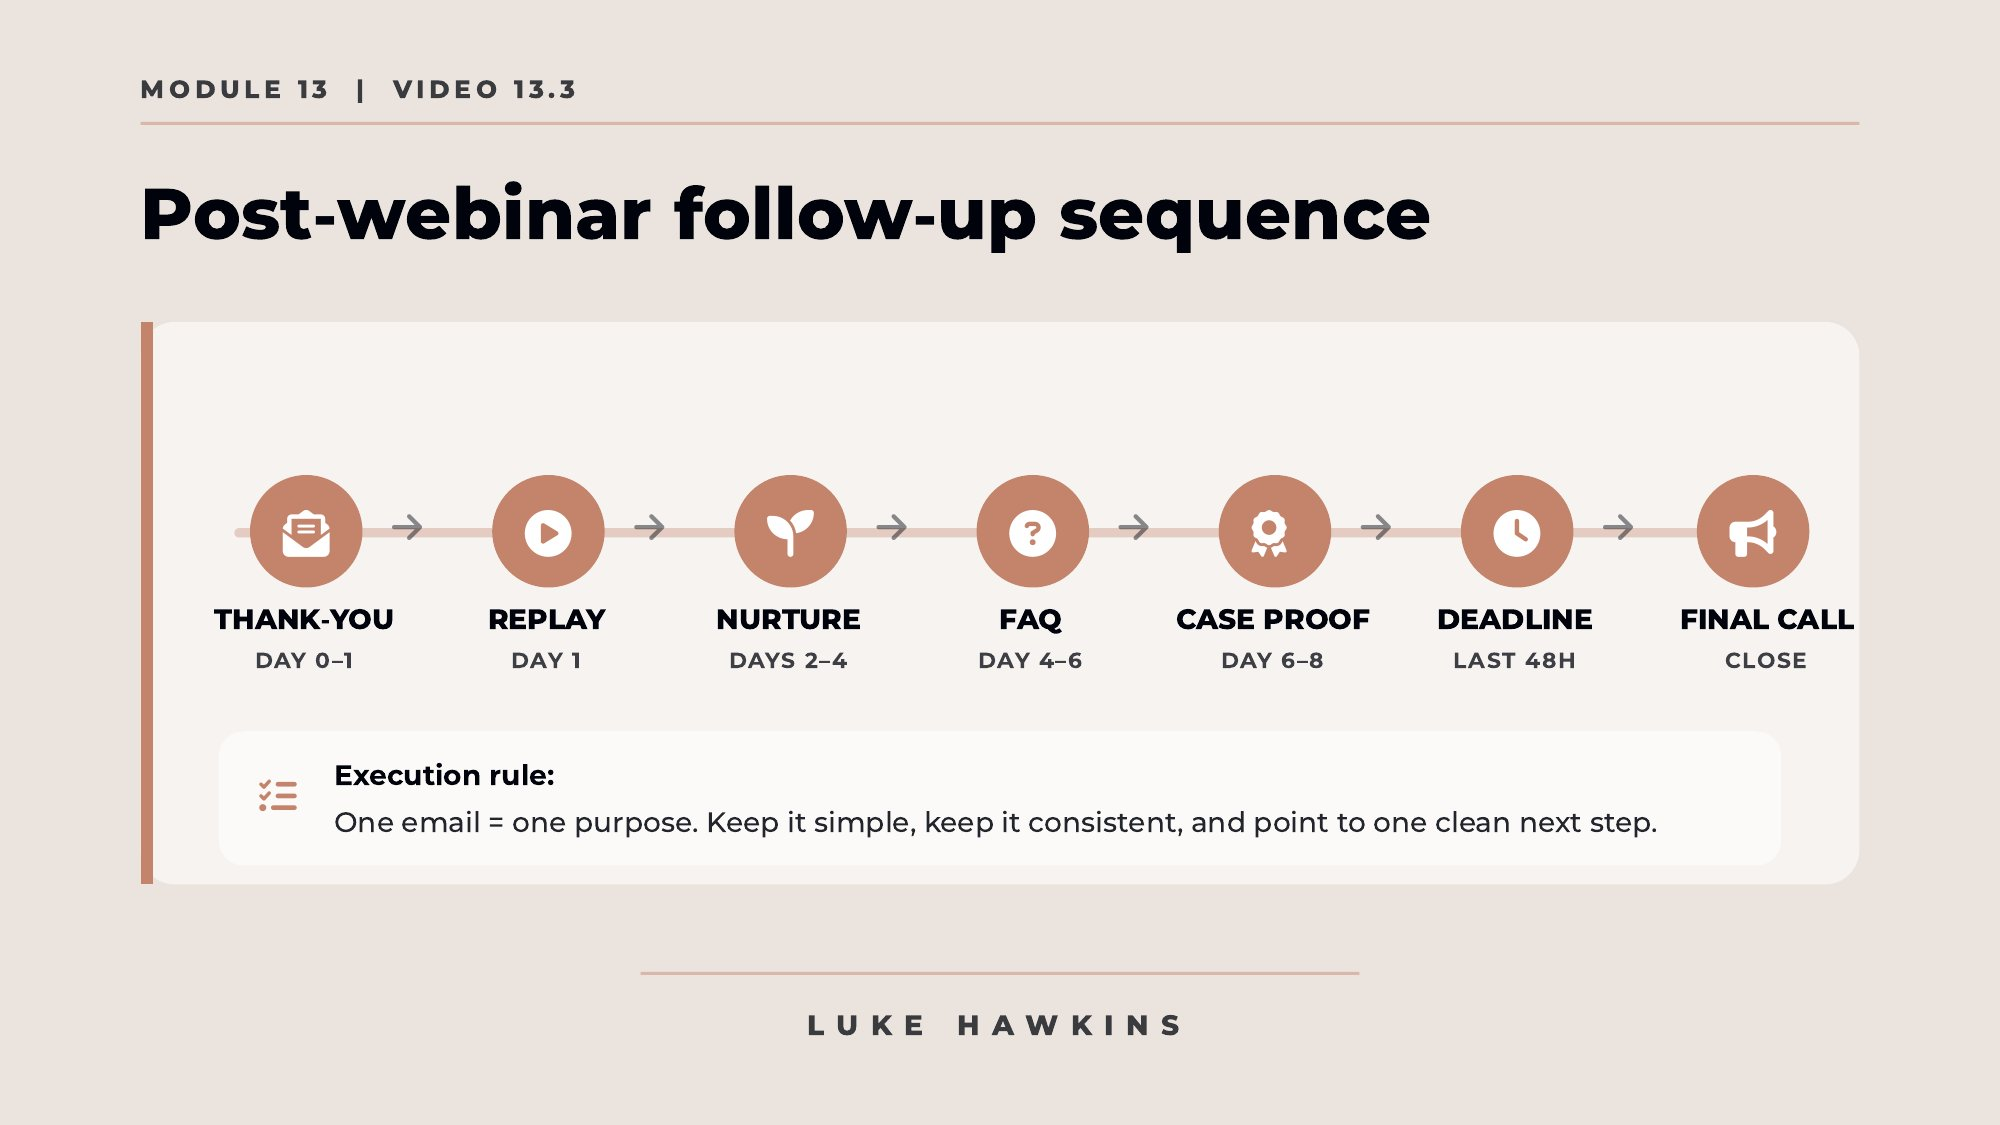 MODULE 13 | VIDEO 13.3
Post-webinar follow-up sequence
THANK-YOU
DAY 0–1
REPLAY
DAY 1
NURTURE
DAYS 2–4
FAQ
DAY 4–6
CASE PROOF
DAY 6–8
DEADLINE
LAST 48H
FINAL CALL
CLOSE
Execution rule:
One email = one purpose. Keep it simple, keep it consistent, and point to one clean next step.
LUKE HAWKINS